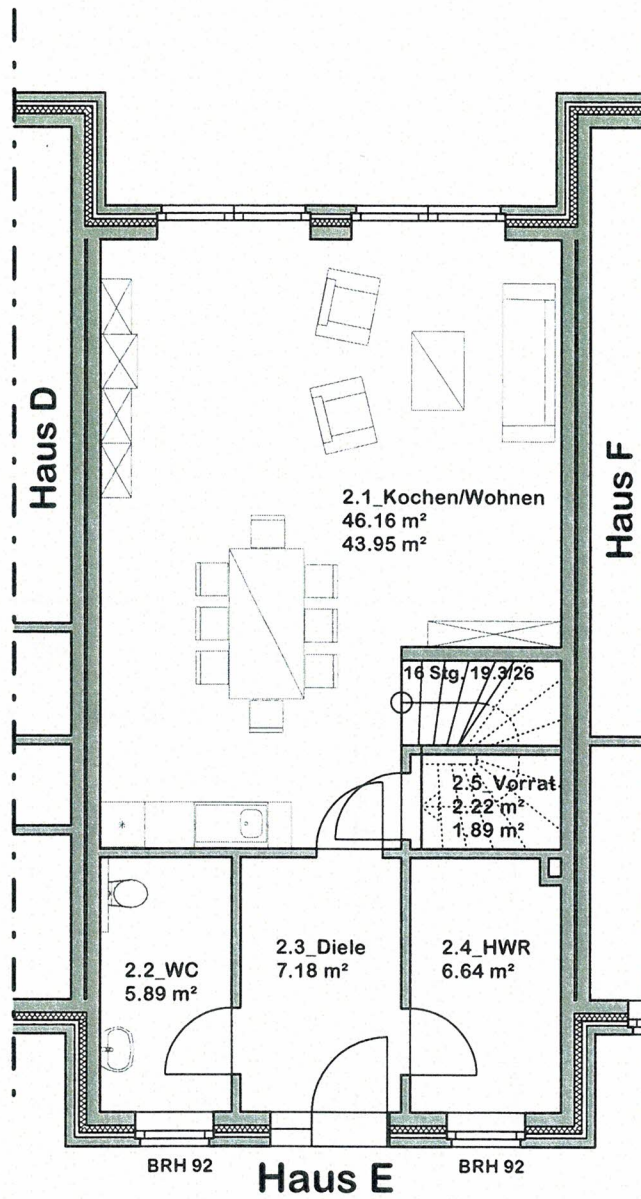 Haus D
Haus F
2.1_Kochen/Wohnen
46.16 m²
43.95 m²
16 Stg. 19.3/26
2.5_Vorrat
2.22 m²
1.89 m²
2.2_WC
5.89 m²
2.3_Diele
7.18 m²
2.4_HWR
6.64 m²
BRH 92
BRH 92
Haus E